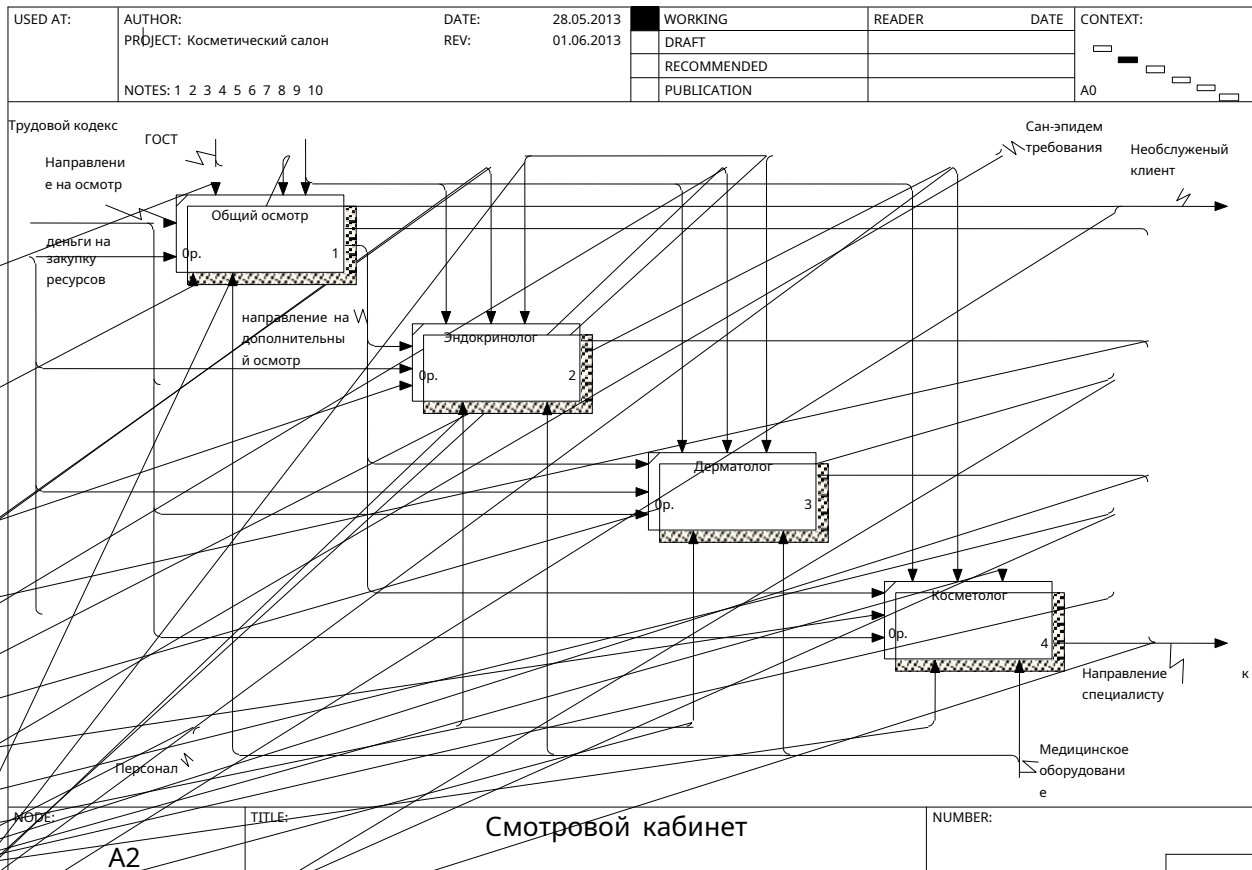 USED AT:
AUTHOR:
DATE:
28.05.2013
WORKING
READER
DATE
CONTEXT:
PROJECT: Косметический салон
REV:
01.06.2013
DRAFT
RECOMMENDED
NOTES: 1 2 3 4 5 6 7 8 9 10
PUBLICATION
A0
Трудовой кодекс
ГОСТ
Направлени
е на осмотр
Сан-эпидем
требования
Необслуженый
клиент
Общий осмотр
0р.
1
деньги на
закупку
ресурсов
направление на
дополнительны
й осмотр
Эндокринолог
0р.
2
Дерматолог
0р.
3
Косметолог
0р.
4
Направление
к
специалисту
Персонал
Медицинское
оборудовани
е
NODE:
TITLE:
NUMBER:
Смотровой кабинет
A2